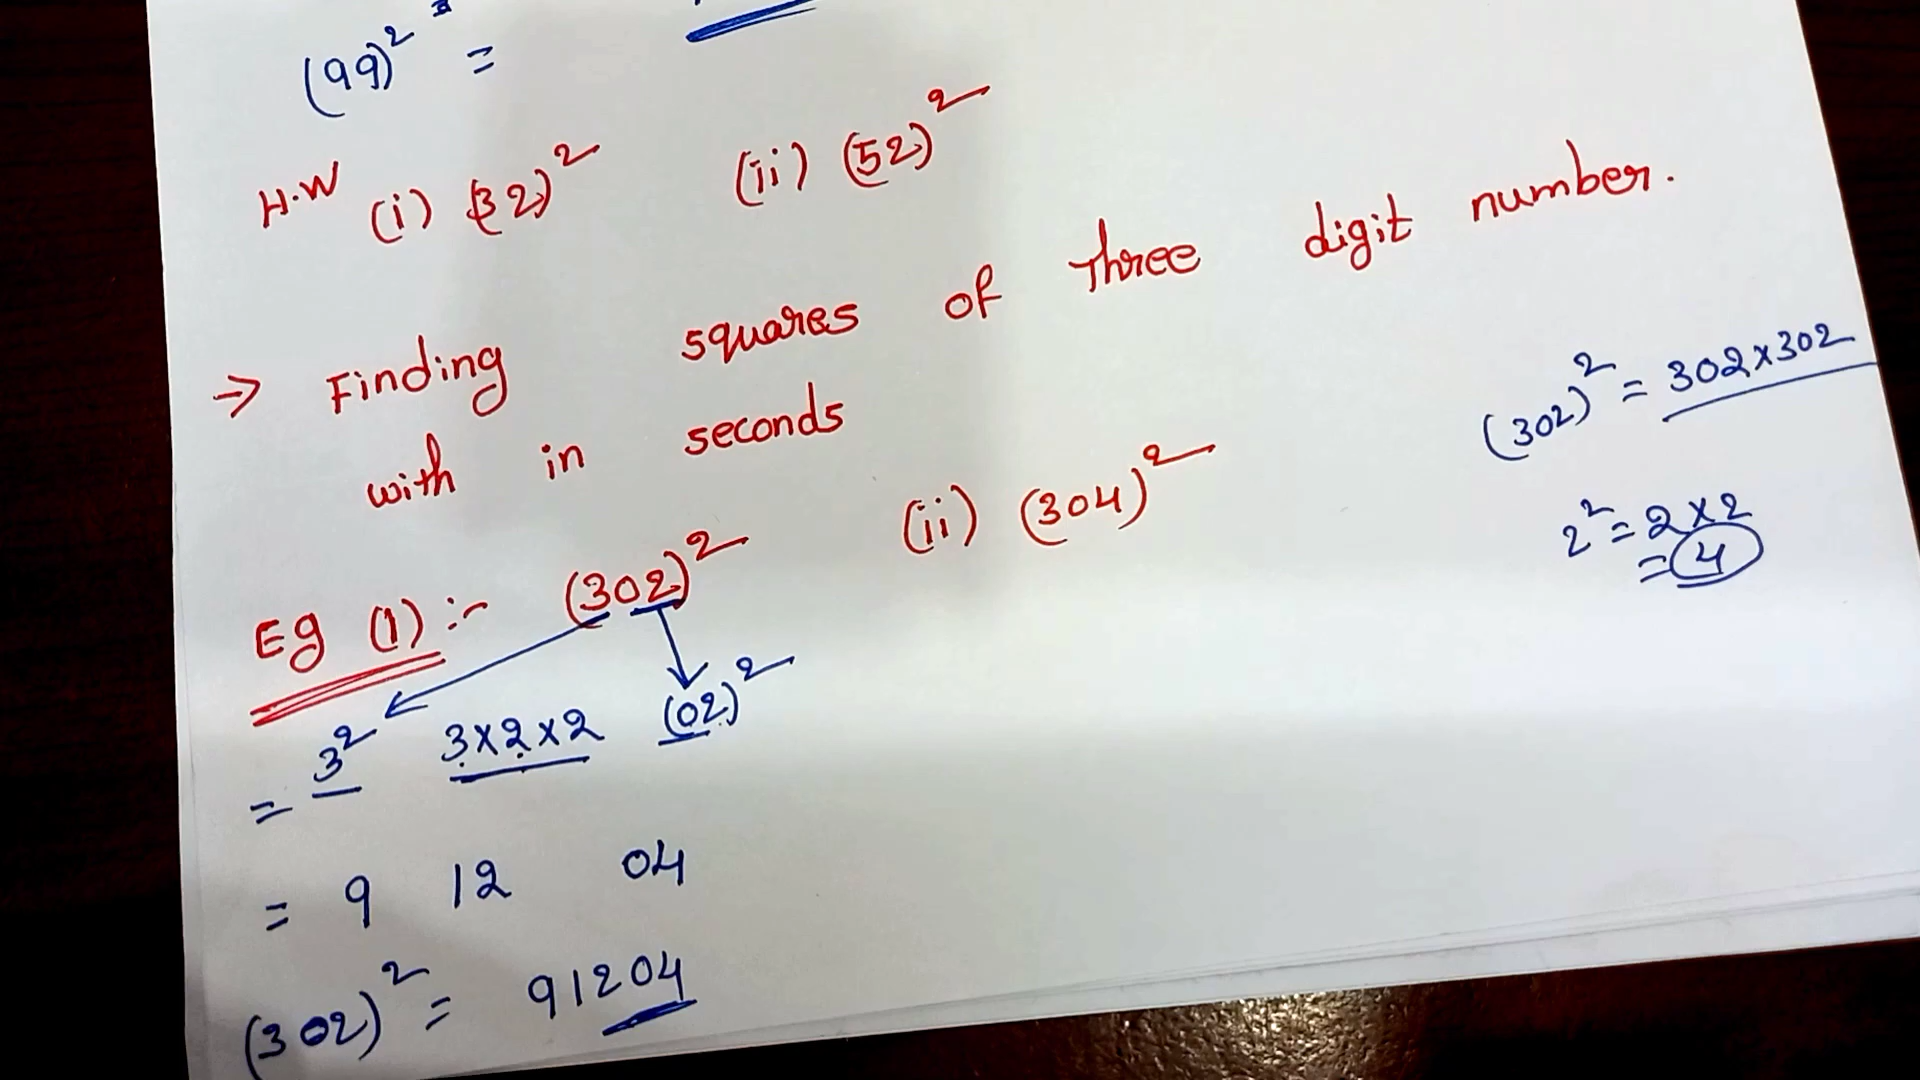 (99)² =
H.W (i) (32)² (ii) (52)²
→ Finding squares of three digit number.
with in seconds
(302)² = 302×302
2² = 2×2
= 4
Eg (1) :- (302)² (ii) (304)²
= 3² 3×2×2 (02)²
= 9 12 04
(302)² = 91204